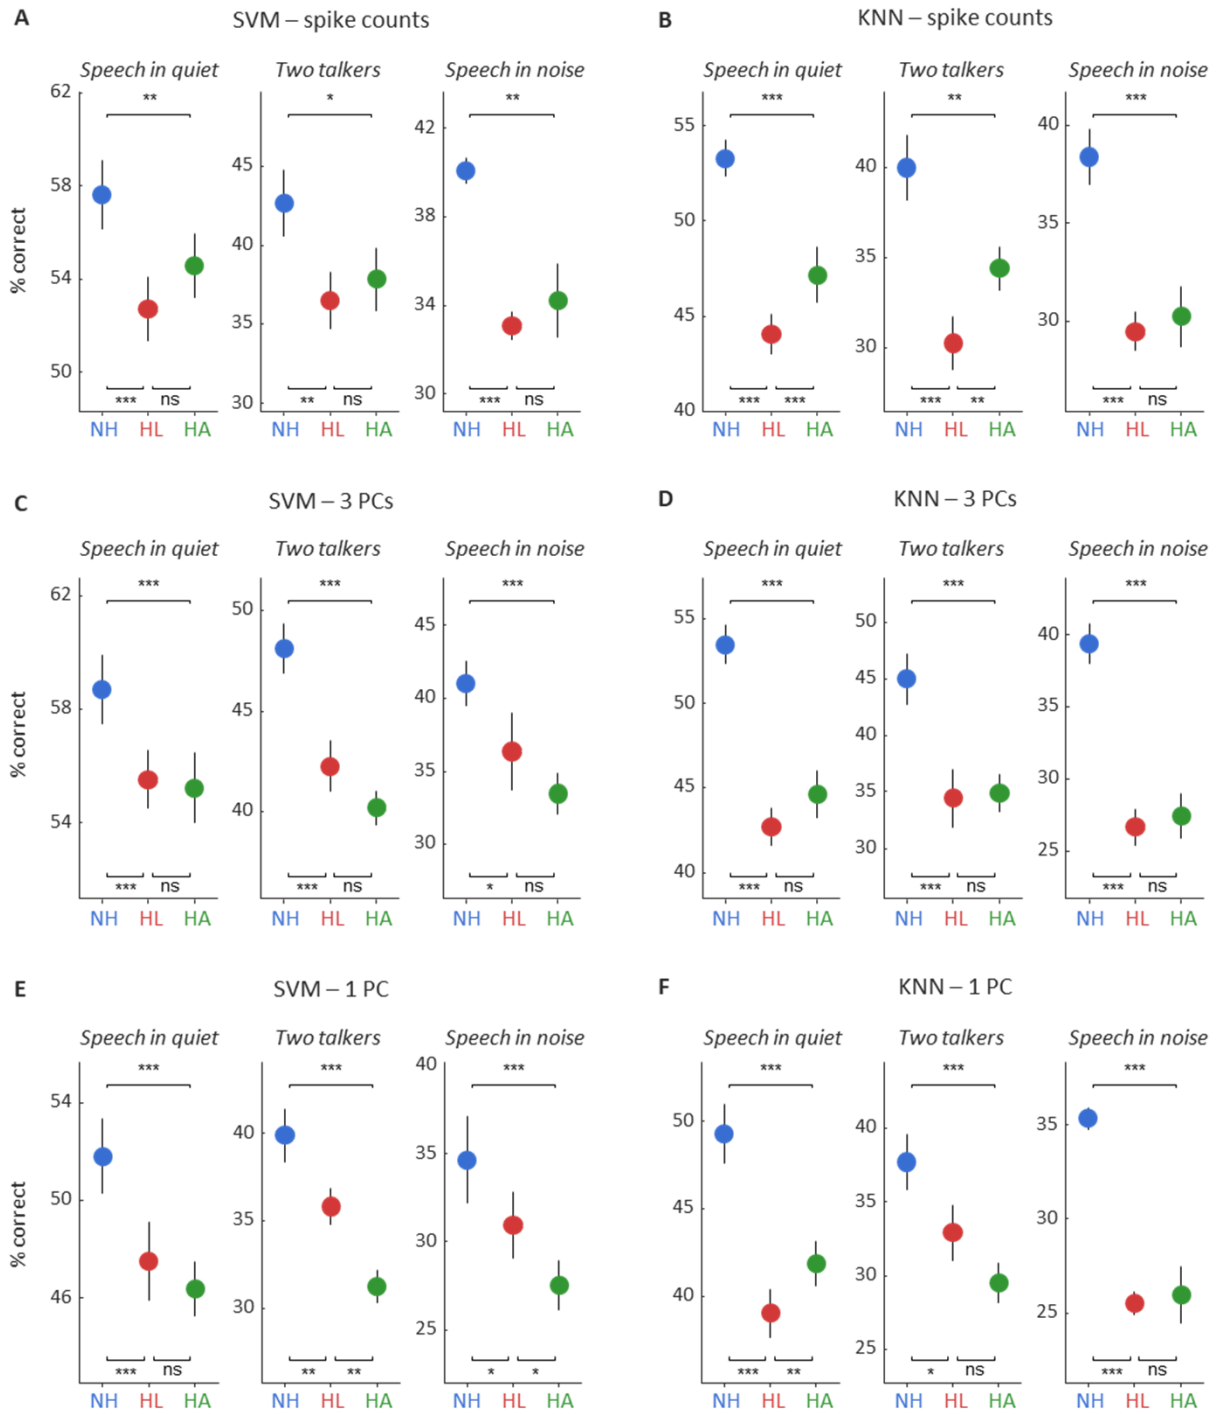 A
SVM – spike counts
Speech in quiet
Two talkers
Speech in noise
% correct
62
58
54
50
**
***
ns
NH HL HA
45
40
35
30
*
**
ns
NH HL HA
42
38
34
30
**
***
ns
NH HL HA
B
KNN – spike counts
Speech in quiet
Two talkers
Speech in noise
55
50
45
40
***
*** ***
NH HL HA
40
35
30
**
*** **
NH HL HA
40
35
30
***
*** ns
NH HL HA
C
SVM – 3 PCs
Speech in quiet
Two talkers
Speech in noise
% correct
62
58
54
***
*** ns
NH HL HA
50
45
40
***
*** ns
NH HL HA
45
40
35
30
***
* ns
NH HL HA
D
KNN – 3 PCs
Speech in quiet
Two talkers
Speech in noise
55
50
45
40
***
*** ns
NH HL HA
50
45
40
35
30
***
*** ns
NH HL HA
40
35
30
25
***
*** ns
NH HL HA
E
SVM – 1 PC
Speech in quiet
Two talkers
Speech in noise
% correct
54
50
46
***
*** ns
NH HL HA
40
35
30
***
** **
NH HL HA
40
35
30
25
***
* *
NH HL HA
F
KNN – 1 PC
Speech in quiet
Two talkers
Speech in noise
50
45
40
***
*** **
NH HL HA
40
35
30
25
***
* ns
NH HL HA
35
30
25
***
*** ns
NH HL HA